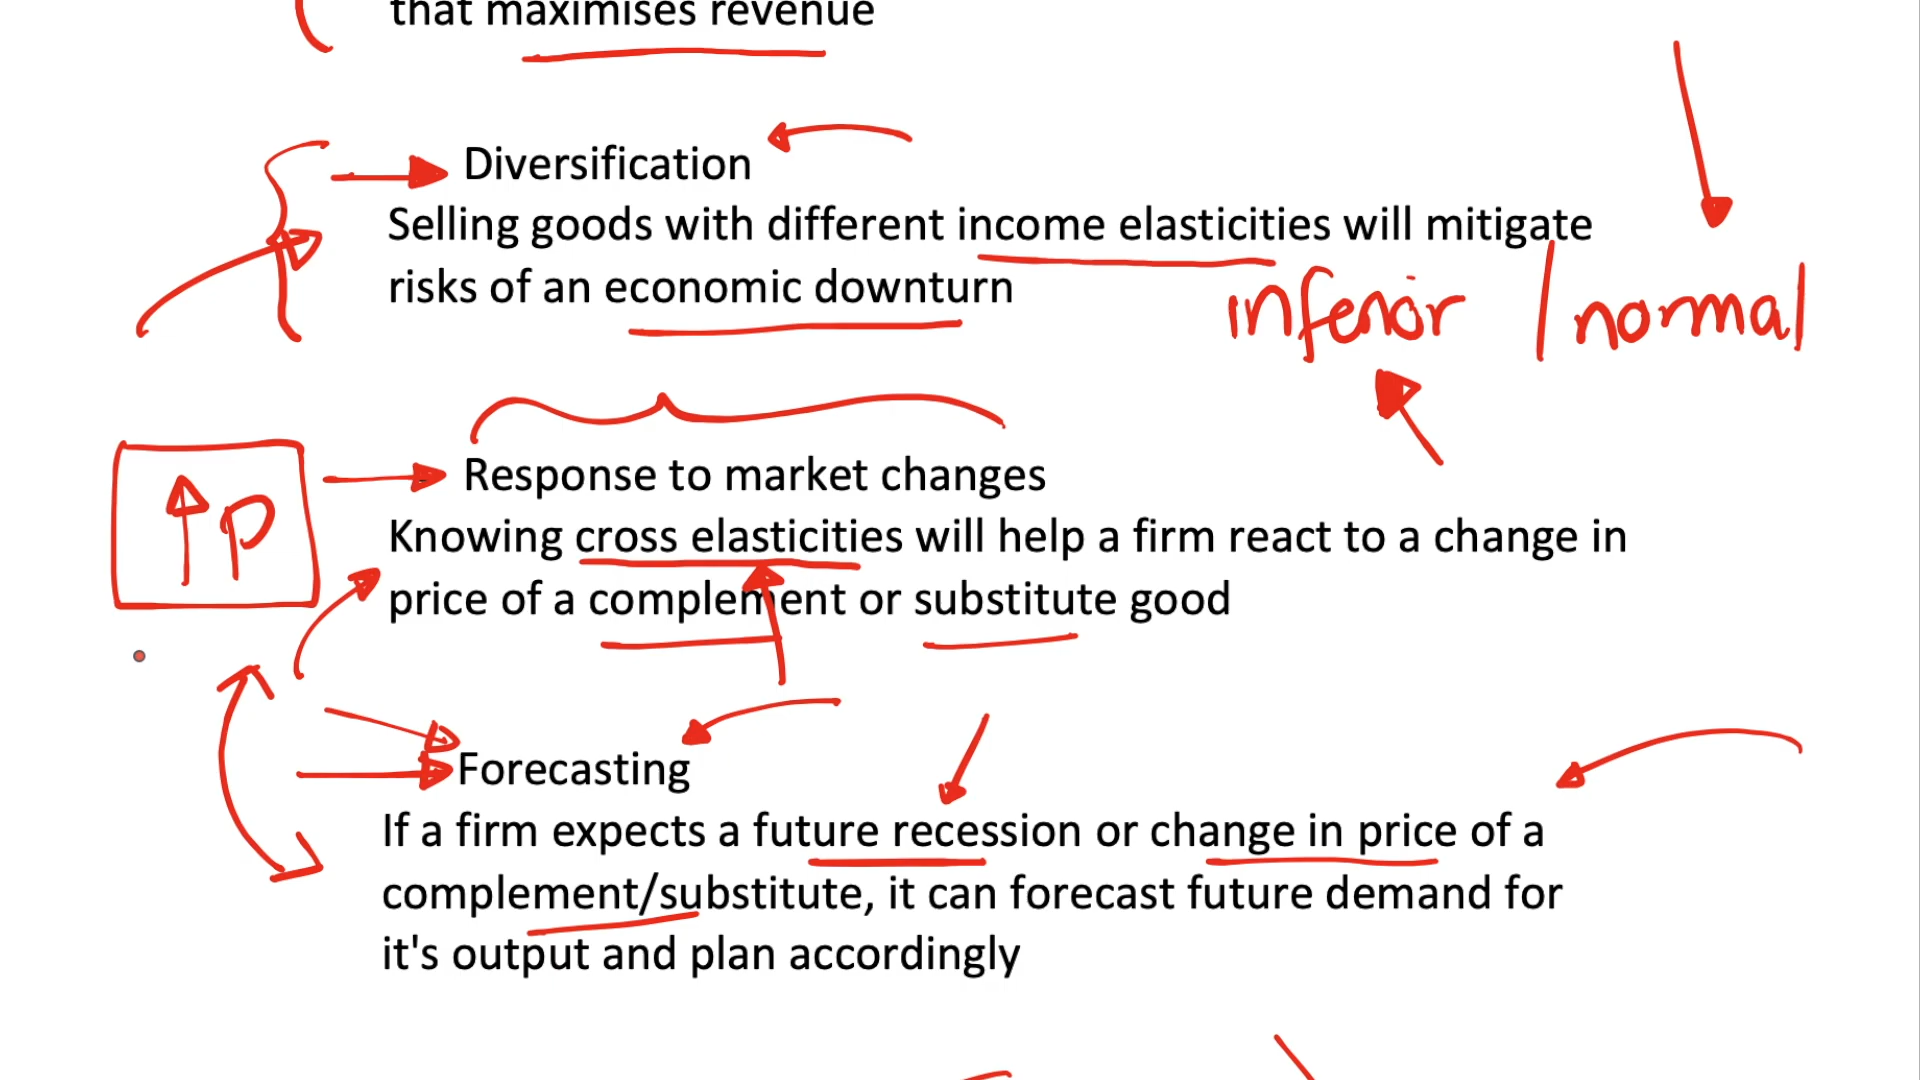 that maximises revenue
Diversification
Selling goods with different income elasticities will mitigate
risks of an economic downturn
inferior / normal
Response to market changes
↑ P
Knowing cross elasticities will help a firm react to a change in
price of a complement or substitute good
Forecasting
If a firm expects a future recession or change in price of a
complement/substitute, it can forecast future demand for
it's output and plan accordingly